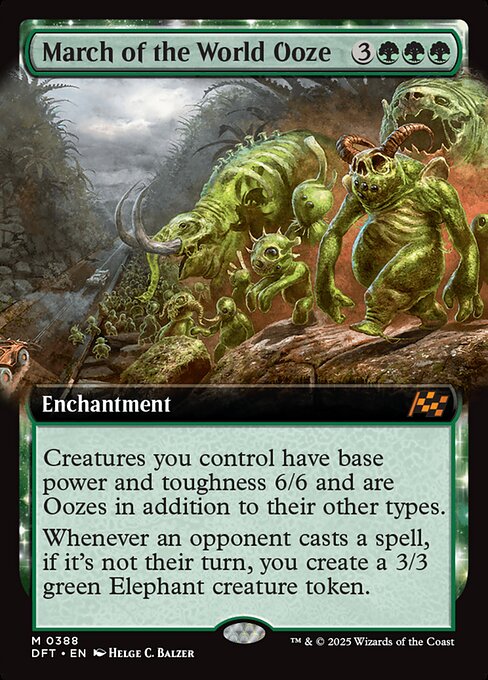 March of the World Ooze 3
Enchantment
Creatures you control have base
power and toughness 6/6 and are
Oozes in addition to their other types.
Whenever an opponent casts a spell,
if it's not their turn, you create a 3/3
green Elephant creature token.
M 0388
DFT • EN Helge C. Balzer
™ & © 2025 Wizards of the Coast